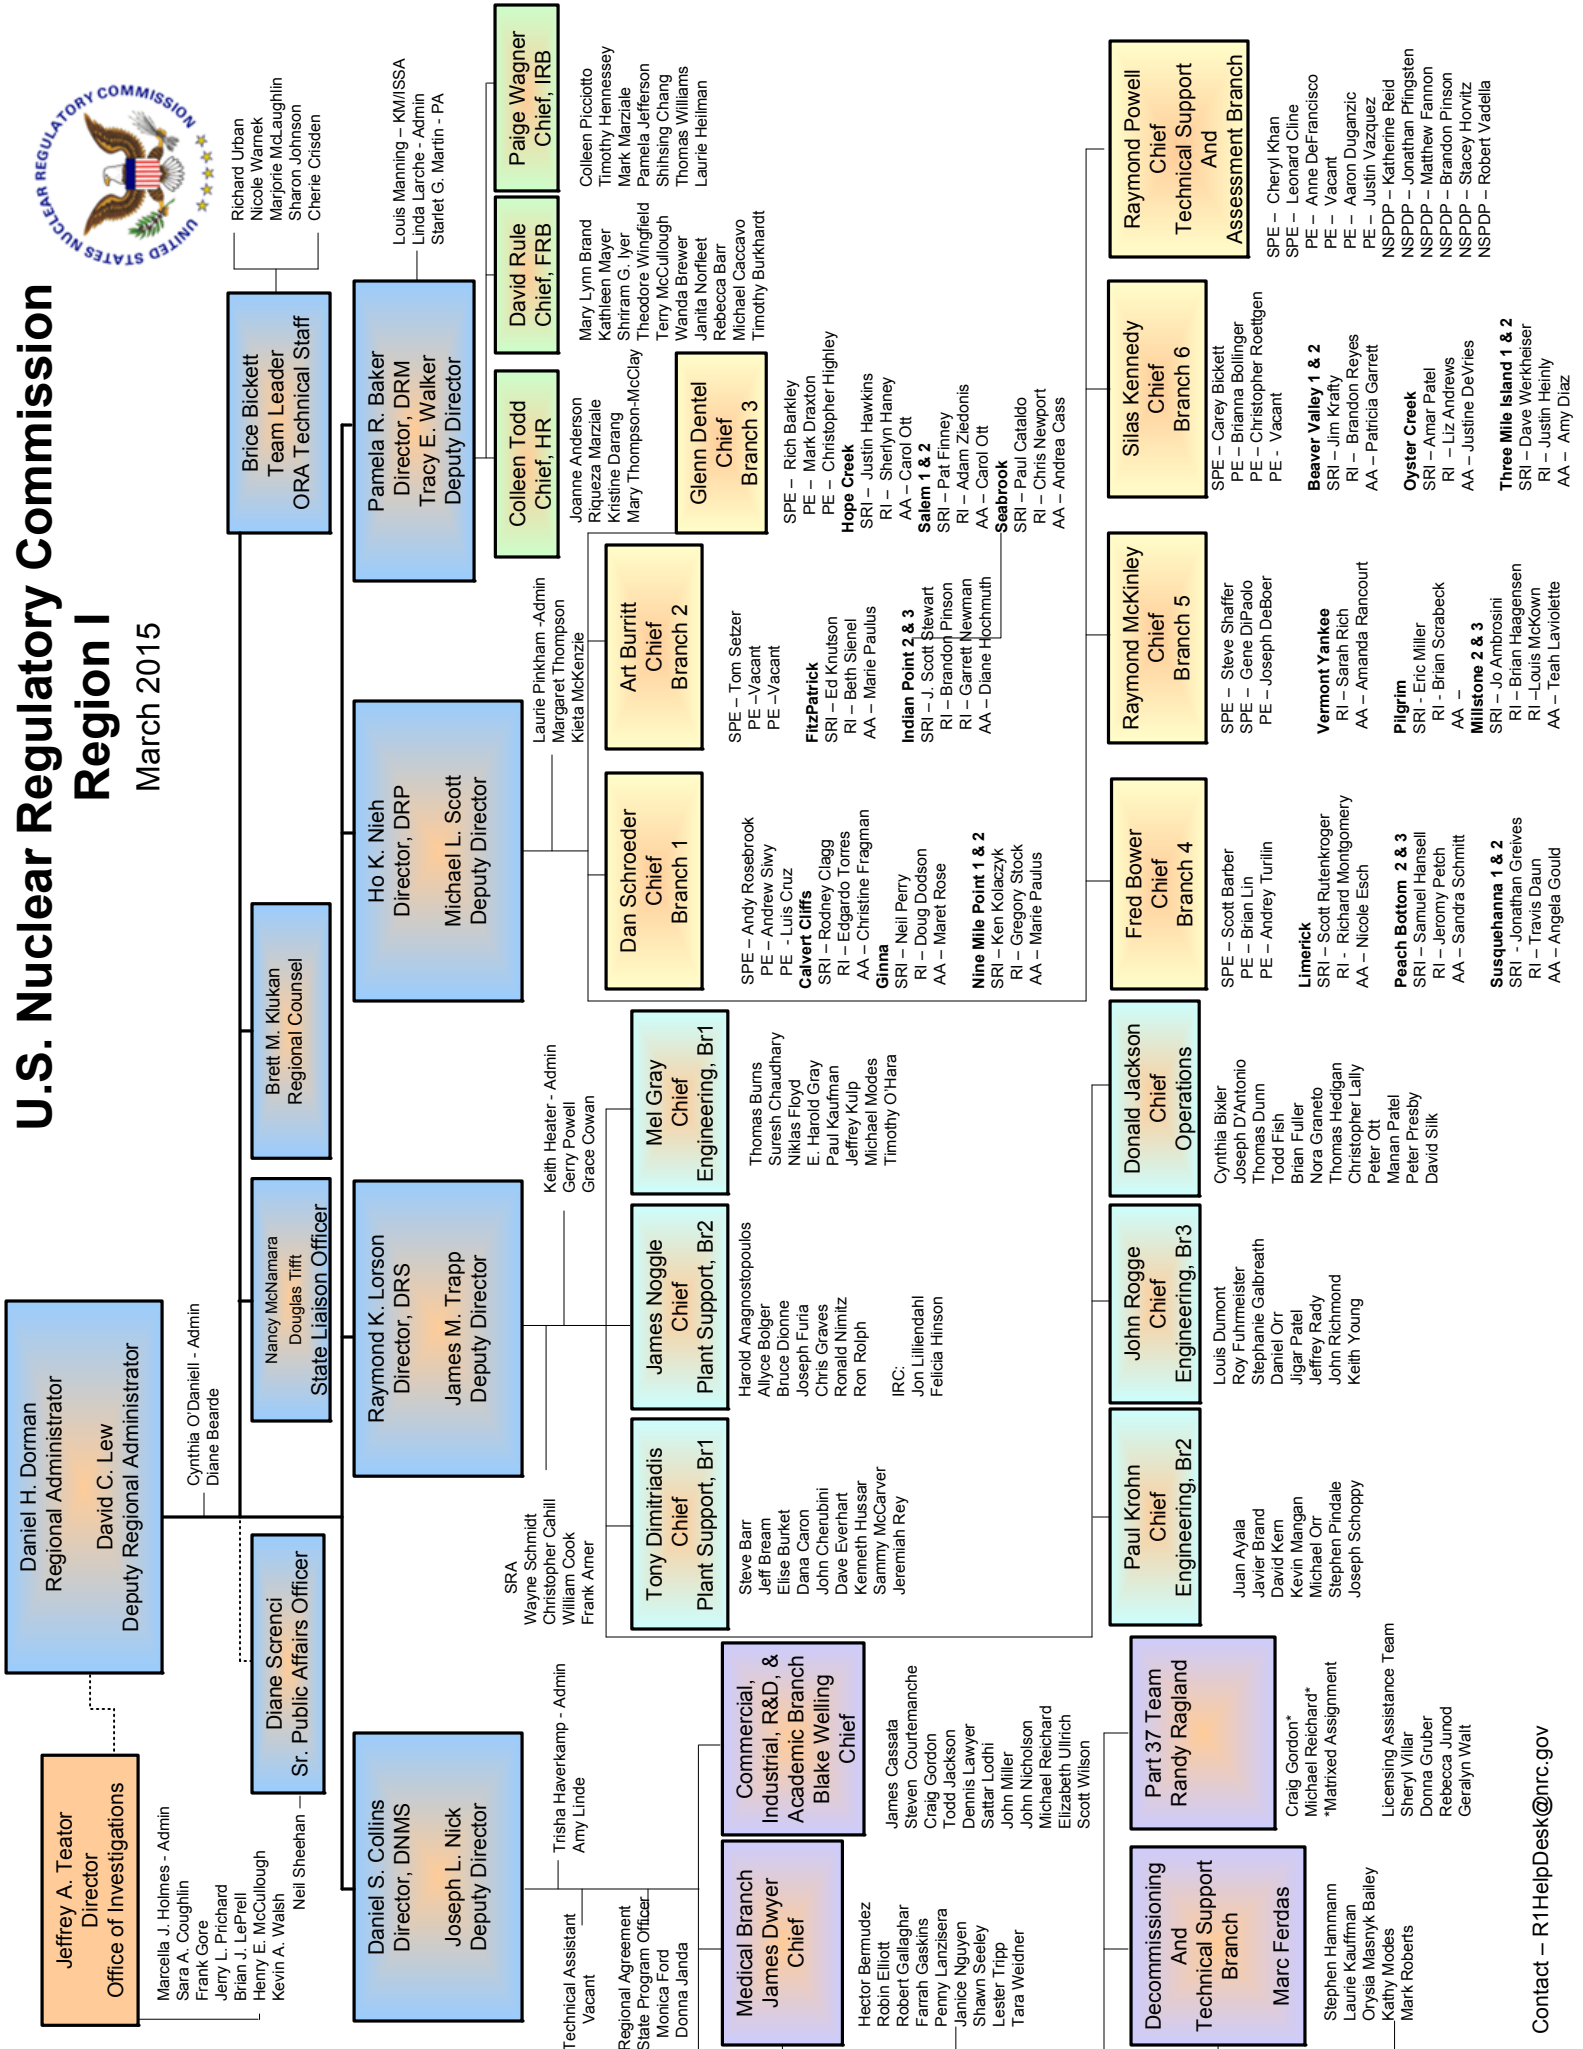 U.S. Nuclear Regulatory Commission
Region I
March 2015
UNITED STATES NUCLEAR REGULATORY COMMISSION
Daniel H. Dorman
Regional Administrator
David C. Lew
Deputy Regional Administrator
Cynthia O'Daniell - Admin
Diane Bearde
Jeffrey A. Teator
Director
Office of Investigations
Marcella J. Holmes - Admin
Sara A. Coughlin
Frank Gore
Jerry L. Prichard
Brian J. LePrell
Henry E. McCullough
Kevin A. Walsh
Diane Screnci
Sr. Public Affairs Officer
Neil Sheehan
Nancy McNamara
Douglas Tifft
State Liaison Officer
Brett M. Klukan
Regional Counsel
Brice Bickett
Team Leader
ORA Technical Staff
Richard Urban
Nicole Warnek
Marjorie McLaughlin
Sharon Johnson
Cherie Crisden
Daniel S. Collins
Director, DNMS
Joseph L. Nick
Deputy Director
Trisha Haverkamp - Admin
Amy Linde
Technical Assistant
Vacant
Regional Agreement
State Program Officer
Monica Ford
Donna Janda
Medical Branch
James Dwyer
Chief
Hector Bermudez
Robin Elliott
Robert Gallaghar
Farrah Gaskins
Penny Lanzisera
Janice Nguyen
Shawn Seeley
Lester Tripp
Tara Weidner
Commercial,
Industrial, R&D, &
Academic Branch
Blake Welling
Chief
James Cassata
Steven Courtemanche
Craig Gordon
Todd Jackson
Dennis Lawyer
Sattar Lodhi
John Miller
John Nicholson
Michael Reichard
Elizabeth Ullrich
Scott Wilson
Decommissioning
And
Technical Support
Branch
Marc Ferdas
Stephen Hammann
Laurie Kauffman
Orysia Masnyk Bailey
Kathy Modes
Mark Roberts
Part 37 Team
Randy Ragland
Craig Gordon*
Michael Reichard*
*Matrixed Assignment
Licensing Assistance Team
Sheryl Villar
Donna Gruber
Rebecca Junod
Geralyn Walt
Raymond K. Lorson
Director, DRS
James M. Trapp
Deputy Director
Keith Heater - Admin
Gerry Powell
Grace Cowan
SRA
Wayne Schmidt
Christopher Cahill
William Cook
Frank Arner
Tony Dimitriadis
Chief
Plant Support, Br1
Steve Barr
Jeff Bream
Elise Burket
Dana Caron
John Cherubini
Dave Everhart
Kenneth Hussar
Sammy McCarver
Jeremiah Rey
James Noggle
Chief
Plant Support, Br2
Harold Anagnostopoulos
Allyce Bolger
Bruce Dionne
Joseph Furia
Chris Graves
Ronald Nimitz
Ron Rolph
IRC:
Jon Lilliendahl
Felicia Hinson
Mel Gray
Chief
Engineering, Br1
Thomas Burns
Suresh Chaudhary
Niklas Floyd
E. Harold Gray
Paul Kaufman
Jeffrey Kulp
Michael Modes
Timothy O'Hara
Paul Krohn
Chief
Engineering, Br2
Juan Ayala
Javier Brand
David Kern
Kevin Mangan
Michael Orr
Stephen Pindale
Joseph Schoppy
John Rogge
Chief
Engineering, Br3
Louis Dumont
Roy Fuhrmeister
Stephanie Galbreath
Daniel Orr
Jigar Patel
Jeffrey Rady
John Richmond
Keith Young
Donald Jackson
Chief
Operations
Cynthia Bixler
Joseph D'Antonio
Thomas Dunn
Todd Fish
Brian Fuller
Nora Graneto
Thomas Hedigan
Christopher Lally
Peter Ott
Manan Patel
Peter Presby
David Silk
Ho K. Nieh
Director, DRP
Michael L. Scott
Deputy Director
Laurie Pinkham -Admin
Margaret Thompson
Kieta McKenzie
Dan Schroeder
Chief
Branch 1
SPE – Andy Rosebrook
PE – Andrew Siwy
PE - Luis Cruz
Calvert Cliffs
SRI – Rodney Clagg
RI – Edgardo Torres
AA – Christine Fragman
Ginna
SRI – Neil Perry
RI – Doug Dodson
AA – Maret Rose
Nine Mile Point 1 & 2
SRI – Ken Kolaczyk
RI – Gregory Stock
AA – Marie Paulus
Art Burritt
Chief
Branch 2
SPE – Tom Setzer
PE –Vacant
PE –Vacant
FitzPatrick
SRI – Ed Knutson
RI – Beth Sienel
AA – Marie Paulus
Indian Point 2 & 3
SRI – J. Scott Stewart
RI – Brandon Pinson
RI – Garrett Newman
AA – Diane Hochmuth
Glenn Dentel
Chief
Branch 3
SPE – Rich Barkley
PE – Mark Draxton
PE – Christopher Highley
Hope Creek
SRI – Justin Hawkins
RI – Sherlyn Haney
AA – Carol Ott
Salem 1 & 2
SRI – Pat Finney
RI – Adam Ziedonis
AA – Carol Ott
Seabrook
SRI – Paul Cataldo
RI – Chris Newport
AA – Andrea Cass
Fred Bower
Chief
Branch 4
SPE – Scott Barber
PE – Brian Lin
PE – Andrey Turilin
Limerick
SRI – Scott Rutenkroger
RI - Richard Montgomery
AA – Nicole Esch
Peach Bottom 2 & 3
SRI – Samuel Hansell
RI – Jeromy Petch
AA – Sandra Schmitt
Susquehanna 1 & 2
SRI - Jonathan Greives
RI – Travis Daun
AA – Angela Gould
Raymond McKinley
Chief
Branch 5
SPE – Steve Shaffer
SPE – Gene DiPaolo
PE – Joseph DeBoer
Vermont Yankee
RI – Sarah Rich
AA – Amanda Rancourt
Pilgrim
SRI - Eric Miller
RI - Brian Scrabeck
AA –
Millstone 2 & 3
SRI – Jo Ambrosini
RI – Brian Haagensen
RI –Louis McKown
AA – Teah Laviolette
Silas Kennedy
Chief
Branch 6
SPE – Carey Bickett
PE – Brianna Bollinger
PE – Christopher Roettgen
PE - Vacant
Beaver Valley 1 & 2
SRI – Jim Krafty
RI – Brandon Reyes
AA – Patricia Garrett
Oyster Creek
SRI – Amar Patel
RI – Liz Andrews
AA – Justine DeVries
Three Mile Island 1 & 2
SRI – Dave Werkheiser
RI – Justin Heinly
AA – Amy Diaz
Raymond Powell
Chief
Technical Support
And
Assessment Branch
SPE – Cheryl Khan
SPE – Leonard Cline
PE – Anne DeFrancisco
PE – Vacant
PE – Aaron Duganzic
PE – Justin Vazquez
NSPDP – Katherine Reid
NSPDP – Jonathan Pfingsten
NSPDP – Matthew Fannon
NSPDP – Brandon Pinson
NSPDP – Stacey Horvitz
NSPDP – Robert Vadella
Pamela R. Baker
Director, DRM
Tracy E. Walker
Deputy Director
Louis Manning – KM/ISSA
Linda Larche - Admin
Starlet G. Martin - PA
Colleen Todd
Chief, HR
Joanne Anderson
Riqueza Marziale
Kristine Darang
Mary Thompson-McClay
David Rule
Chief, FRB
Mary Lynn Brand
Kathleen Mayer
Shriram G. Iyer
Theodore Wingfield
Terry McCullough
Wanda Brewer
Janita Norfleet
Rebecca Barr
Michael Caccavo
Timothy Burkhardt
Paige Wagner
Chief, IRB
Colleen Picciotto
Timothy Hennessey
Mark Marziale
Pamela Jefferson
Shihsing Chang
Thomas Williams
Laurie Heilman
Contact – R1HelpDesk@nrc.gov